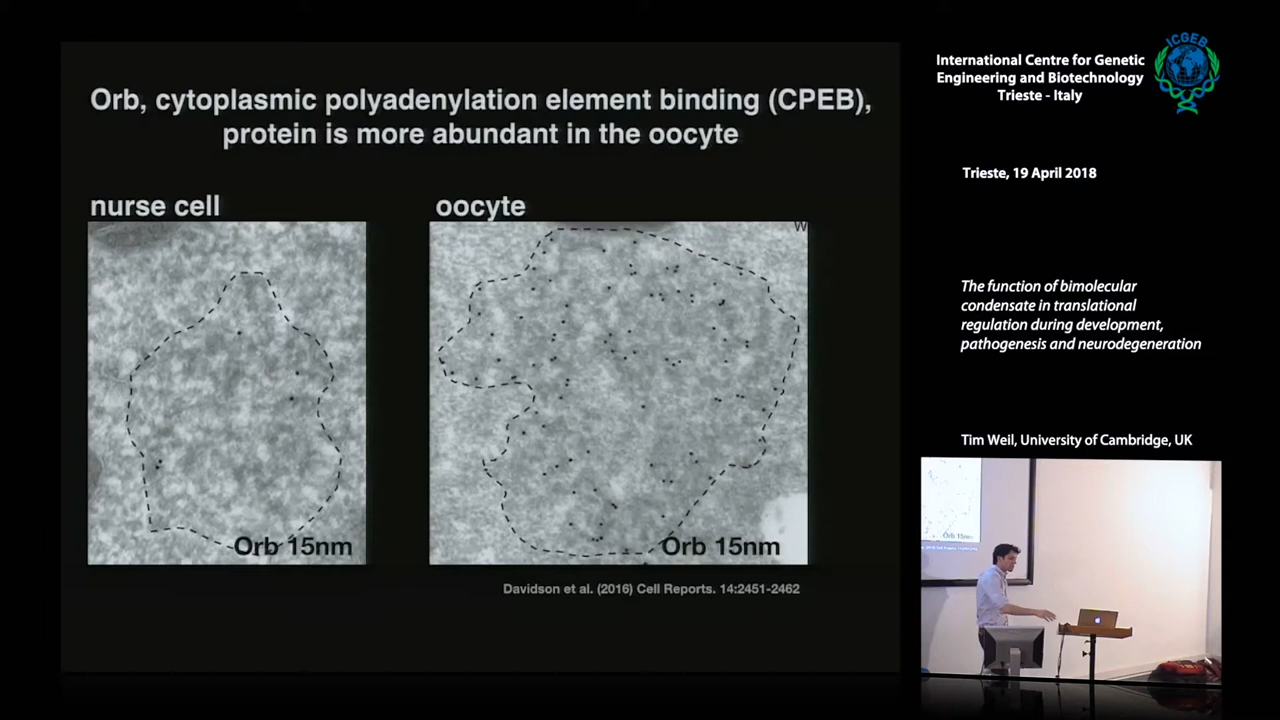 Orb, cytoplasmic polyadenylation element binding (CPEB),
protein is more abundant in the oocyte
nurse cell
oocyte
W
Orb 15nm
Orb 15nm
Davidson et al. (2016) Cell Reports. 14:2451-2462
ICGEB
International Centre for Genetic
Engineering and Biotechnology
Trieste - Italy
Trieste, 19 April 2018
The function of bimolecular
condensate in translational
regulation during development,
pathogenesis and neurodegeneration
Tim Weil, University of Cambridge, UK
Orb 15nm